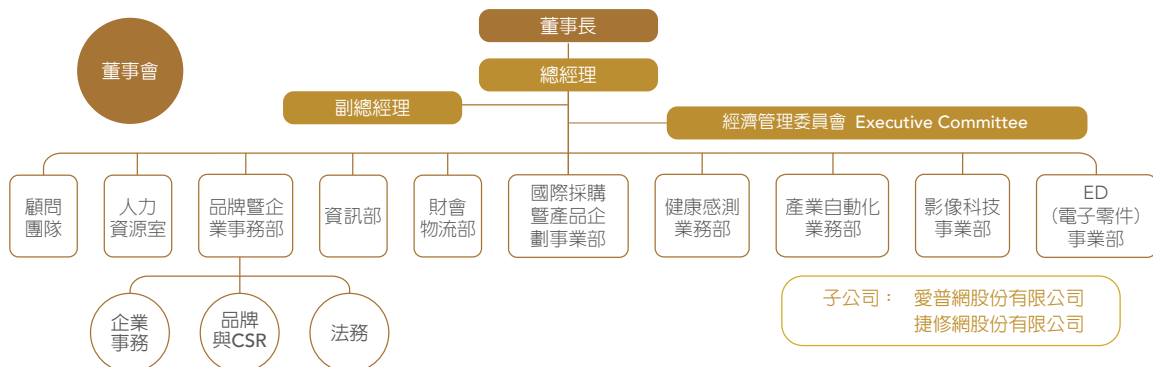 董事長
董事會
總經理
副總經理
經濟管理委員會 Executive Committee
顧問
團隊
人力
資源室
品牌暨企
業事務部
資訊部
財會
物流部
國際採購
暨產品企
劃事業部
健康感測
業務部
產業自動化
業務部
影像科技
事業部
ED
（電子零件）
事業部
企業
事務
品牌
與CSR
法務
子公司： 愛普網股份有限公司
捷修網股份有限公司